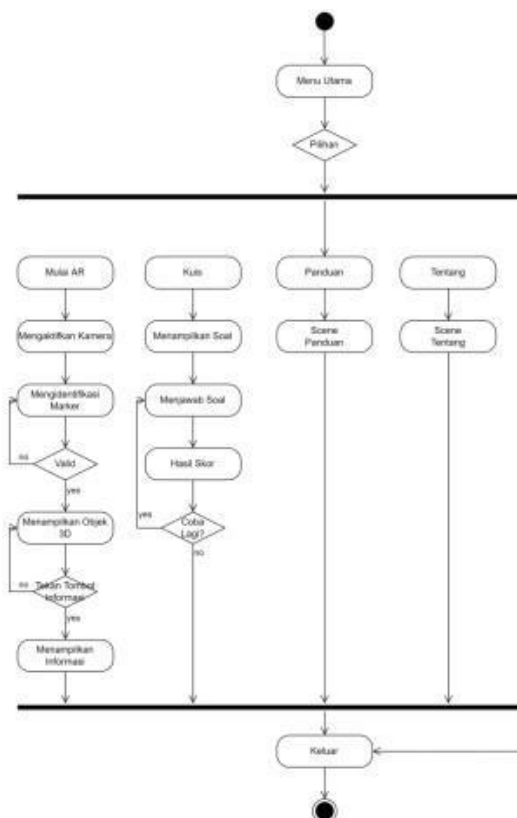 Menu Utama
Pilihan
Mulai AR
Kuis
Panduan
Tentang
Mengaktifkan Kamera
Menampilkan Soal
Scene
Panduan
Scene
Tentang
Mengidentifikasi
Marker
Menjawab Soal
no
Valid
Hasil Skor
yes
Menampilkan Objek
3D
yes
Coba
Lagi?
no
no
Tekan Tombol
Informasi
yes
Menampilkan
Informasi
Keluar